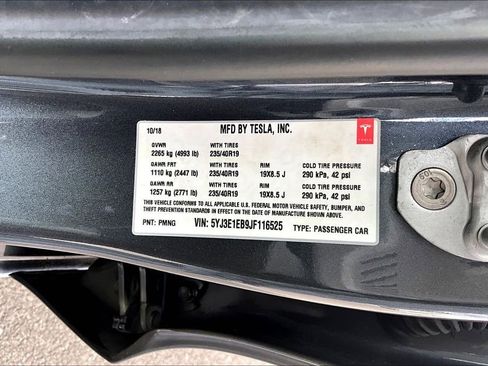 10/18 MFD BY TESLA, INC.
GVWR WITH TIRES
2265 kg (4993 lb) 235/40R19
GAWR FRT WITH TIRES RIM COLD TIRE PRESSURE
1110 kg (2447 lb) 235/40R19 19X8.5 J 290 kPa, 42 psi
GAWR RR WITH TIRES RIM COLD TIRE PRESSURE
1257 kg (2771 lb) 235/40R19 19X8.5 J 290 kPa, 42 psi
THIS VEHICLE CONFORMS TO ALL APPLICABLE U.S. FEDERAL MOTOR VEHICLE SAFETY, BUMPER, AND
THEFT PREVENTION STANDARDS IN EFFECT ON THE DATE OF MANUFACTURE SHOWN ABOVE.
PNT: PMNG VIN: 5YJ3E1EB9JF116525 TYPE: PASSENGER CAR